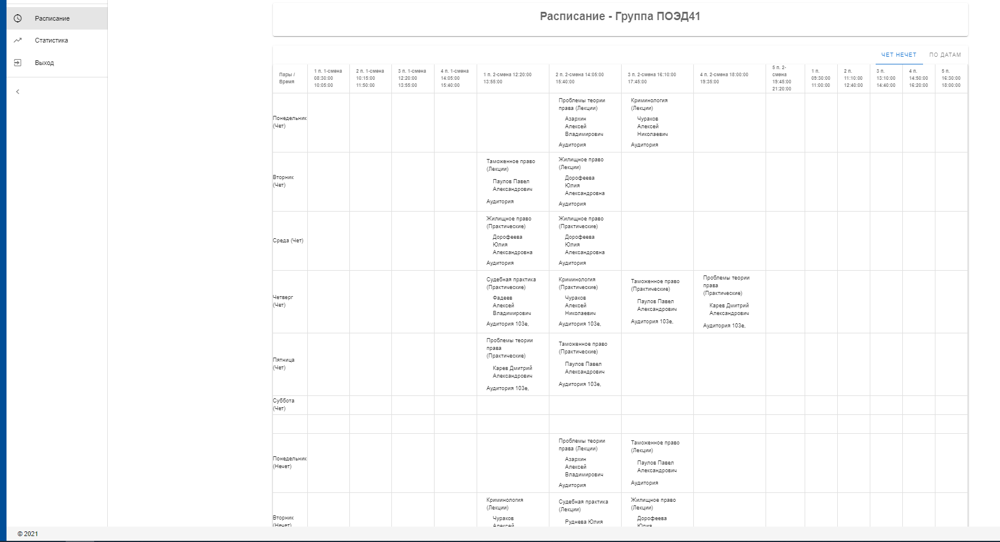 Расписание
Статистика
Выход
Расписание - Группа ПОЭД41
ЧЕТ НЕЧЕТ
ПО ДАТАМ
Пары /
Время
1 п. 1-смена
08:30:00
10:05:00
2 п. 1-смена
10:15:00
11:50:00
3 п. 1-смена
12:20:00
13:55:00
4 п. 1-смена
14:05:00
15:40:00
1 п. 2-смена 12:20:00
13:55:00
2 п. 2-смена 14:05:00
15:40:00
3 п. 2-смена 16:10:00
17:45:00
4 п. 2-смена 18:00:00
19:35:00
5 п. 2-
смена
19:45:00
21:20:00
1 п.
09:30:00
11:00:00
2 п.
11:10:00
12:40:00
3 п.
13:10:00
14:40:00
4 п.
14:50:00
16:20:00
5 п.
16:30:00
18:00:00
Понедельник
(Чет)
Проблемы теории
права (Лекции)
Азархин
Алексей
Владимирович
Аудитория
Криминология
(Лекции)
Чураков
Алексей
Николаевич
Аудитория
Вторник
(Чет)
Таможенное право
(Лекции)
Паулов Павел
Александрович
Аудитория
Жилищное право
(Лекции)
Дорофеева
Юлия
Александровна
Аудитория
Среда (Чет)
Жилищное право
(Практические)
Дорофеева
Юлия
Александровна
Аудитория
Жилищное право
(Практические)
Дорофеева
Юлия
Александровна
Аудитория
Четверг
(Чет)
Судебная практика
(Практические)
Фадеев
Алексей
Владимирович
Аудитория 103е,
Криминология
(Практические)
Чураков
Алексей
Николаевич
Аудитория 103е,
Таможенное право
(Практические)
Паулов Павел
Александрович
Аудитория 103е,
Проблемы теории
права
(Практические)
Карев Дмитрий
Александрович
Аудитория 103е,
Пятница
(Чет)
Проблемы теории
права
(Практические)
Карев Дмитрий
Александрович
Аудитория 103е,
Таможенное право
(Практические)
Паулов Павел
Александрович
Аудитория 103е,
Суббота
(Чет)
Понедельник
(Нечет)
Проблемы теории
права (Лекции)
Азархин
Алексей
Владимирович
Аудитория
Таможенное право
(Лекции)
Паулов Павел
Александрович
Аудитория
Вторник
(Нечет)
Криминология
(Лекции)
Чураков
Алексей
Судебная практика
(Лекции)
Руднева Юлия
Жилищное право
(Лекции)
Дорофеева
Юлия
© 2021